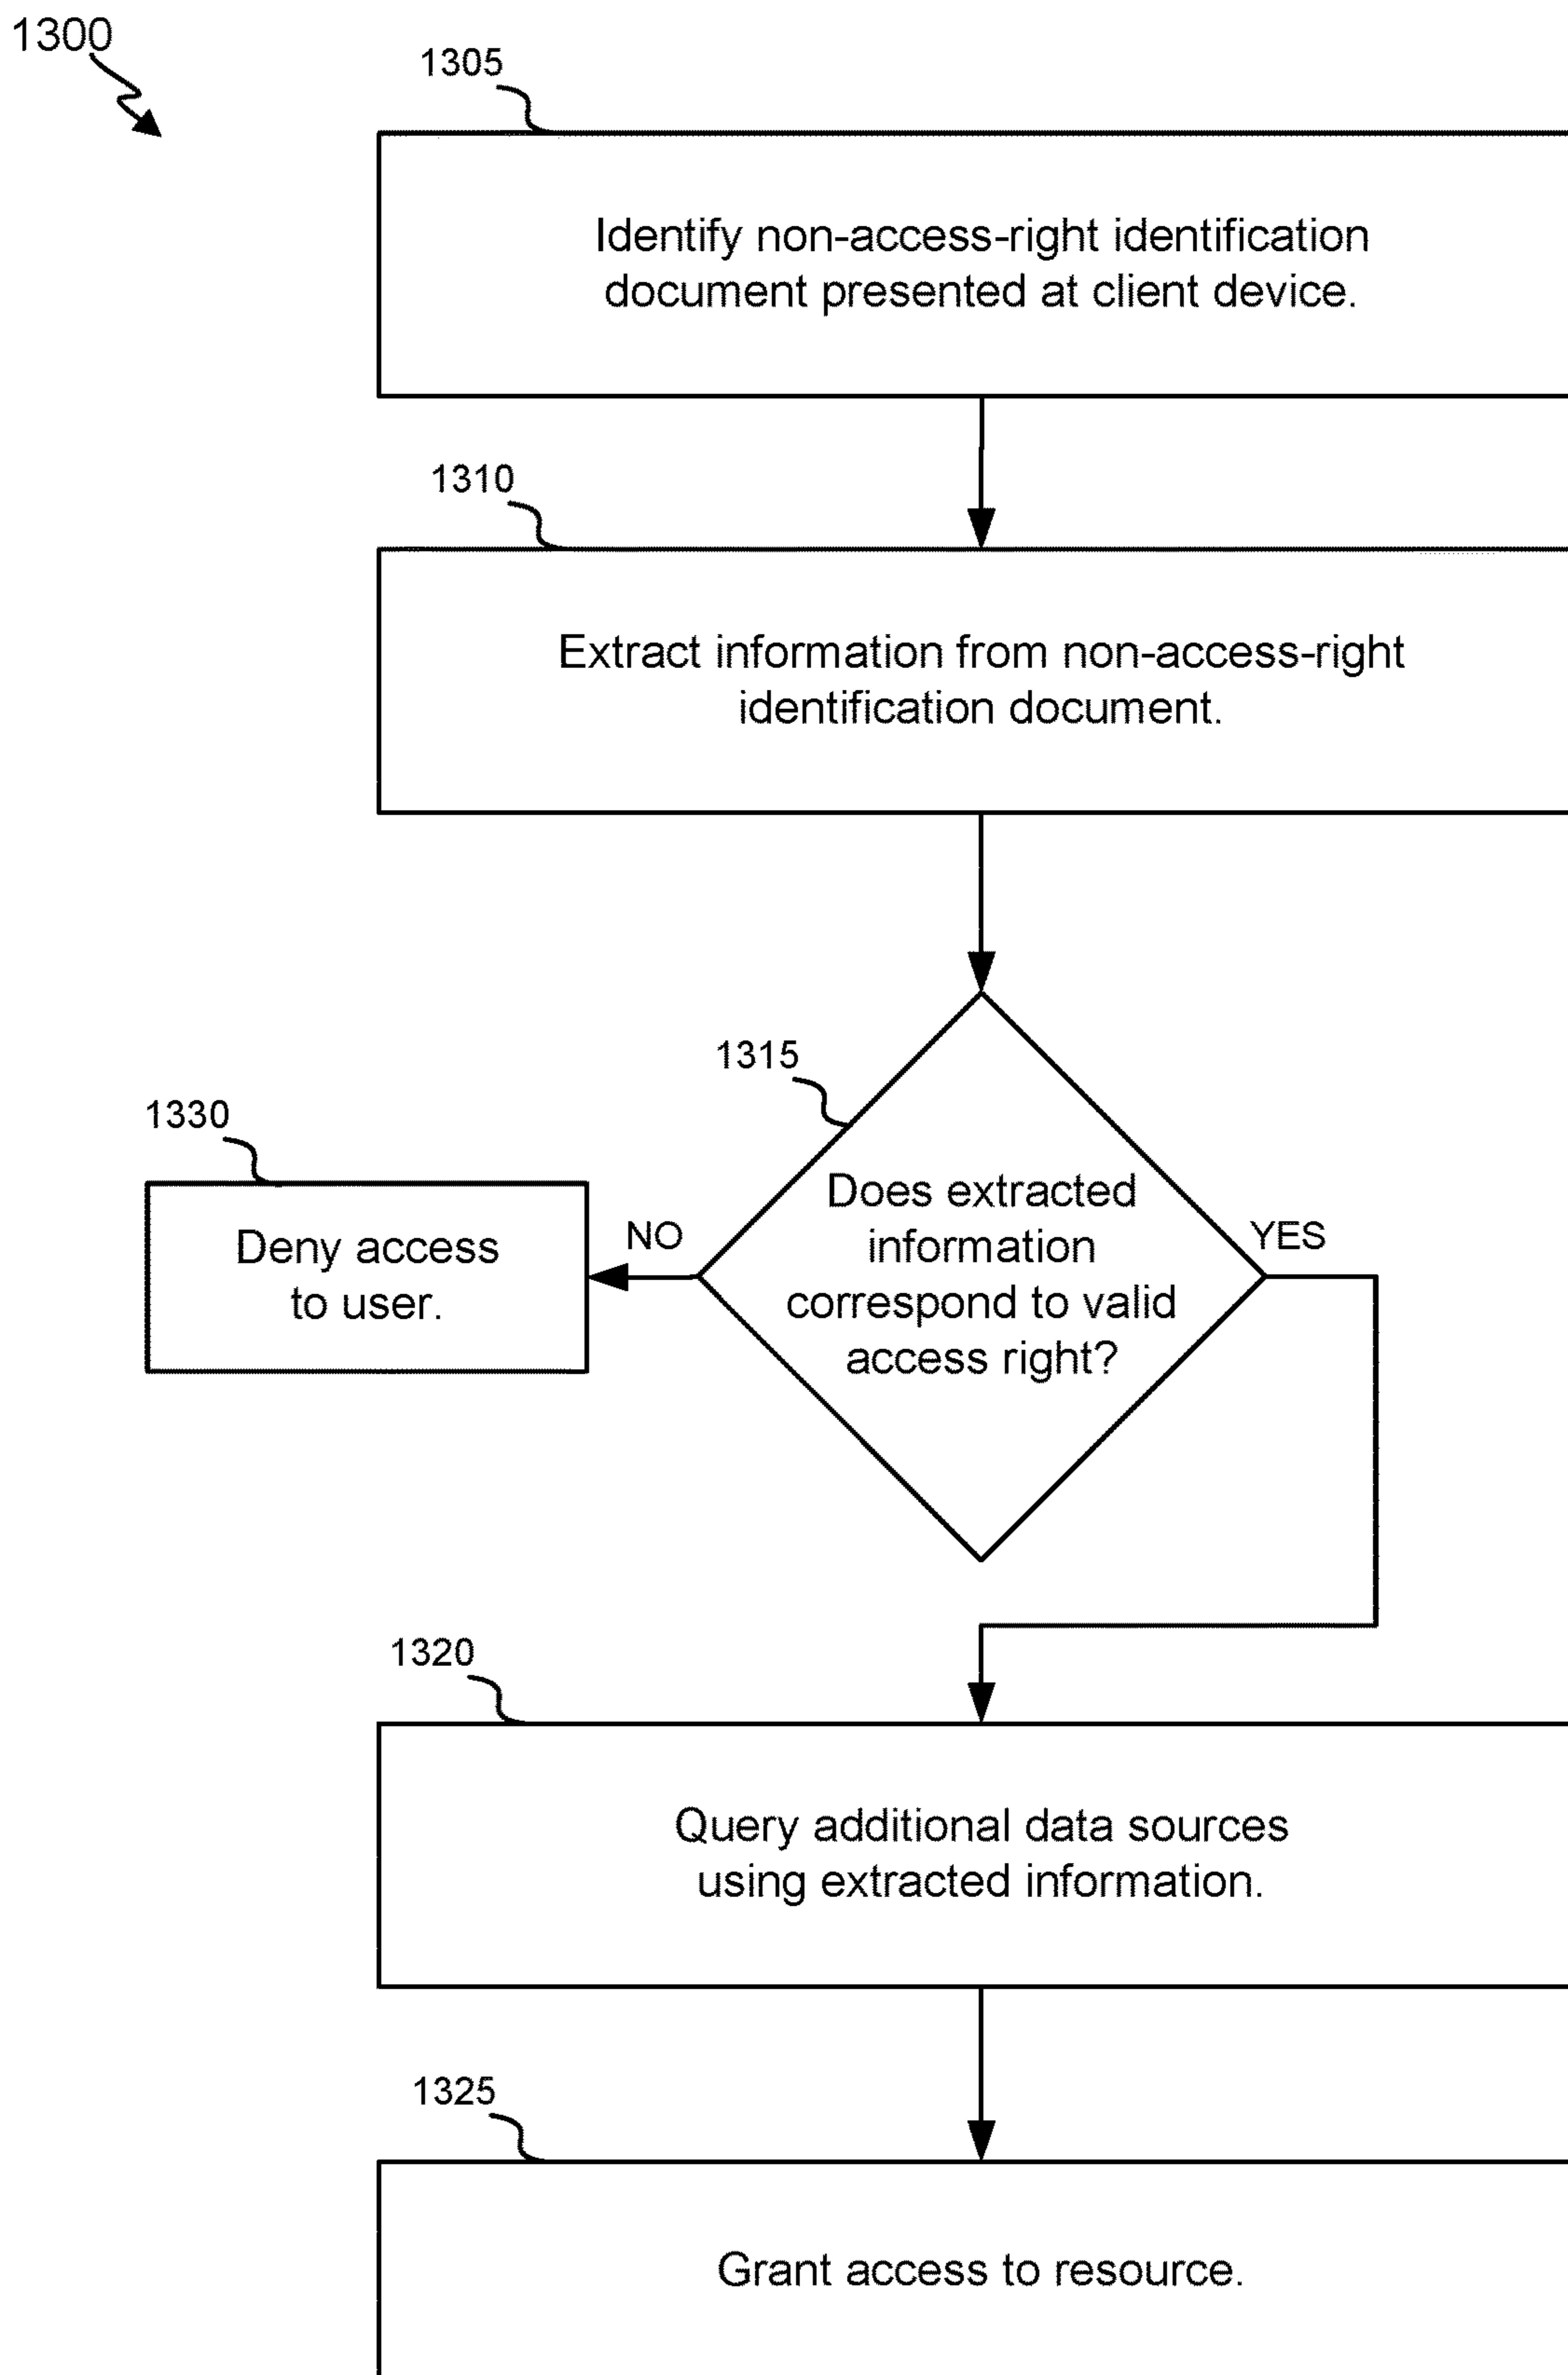 1300
1305
Identify non-access-right identification
document presented at client device.
1310
Extract information from non-access-right
identification document.
1315
Does extracted
information
correspond to valid
access right?
1330
NO
YES
Deny access
to user.
1320
Query additional data sources
using extracted information.
1325
Grant access to resource.